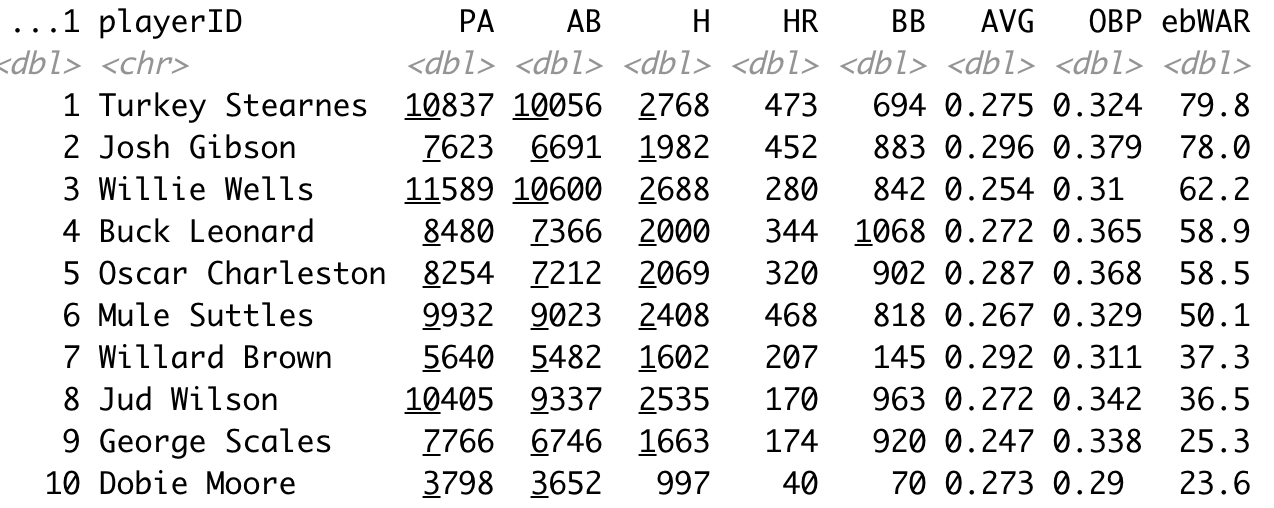 ...1 playerID PA AB H HR BB AVG OBP ebWAR
<dbl> <chr> <dbl> <dbl> <dbl> <dbl> <dbl> <dbl> <dbl> <dbl>
1 Turkey Stearnes 10837 10056 2768 473 694 0.275 0.324 79.8
2 Josh Gibson 7623 6691 1982 452 883 0.296 0.379 78.0
3 Willie Wells 11589 10600 2688 280 842 0.254 0.31 62.2
4 Buck Leonard 8480 7366 2000 344 1068 0.272 0.365 58.9
5 Oscar Charleston 8254 7212 2069 320 902 0.287 0.368 58.5
6 Mule Suttles 9932 9023 2408 468 818 0.267 0.329 50.1
7 Willard Brown 5640 5482 1602 207 145 0.292 0.311 37.3
8 Jud Wilson 10405 9337 2535 170 963 0.272 0.342 36.5
9 George Scales 7766 6746 1663 174 920 0.247 0.338 25.3
10 Dobie Moore 3798 3652 997 40 70 0.273 0.29 23.6